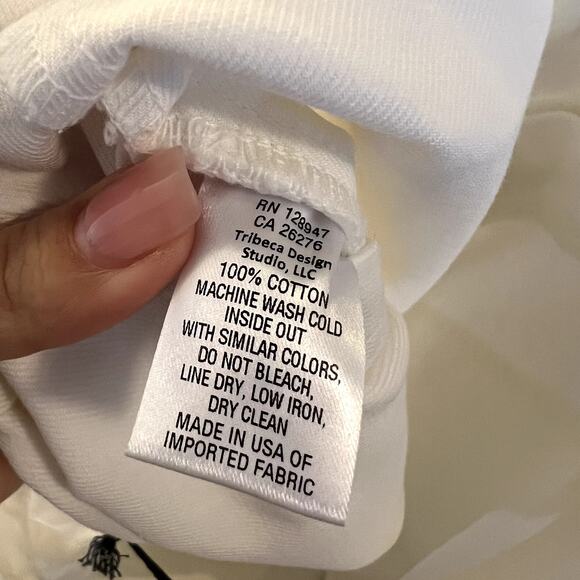 RN 128947
CA 26276
Tribeca Design
Studio, LLC
100% COTTON
MACHINE WASH COLD
INSIDE OUT
WITH SIMILAR COLORS,
DO NOT BLEACH,
LINE DRY, LOW IRON,
DRY CLEAN
MADE IN USA OF
IMPORTED FABRIC